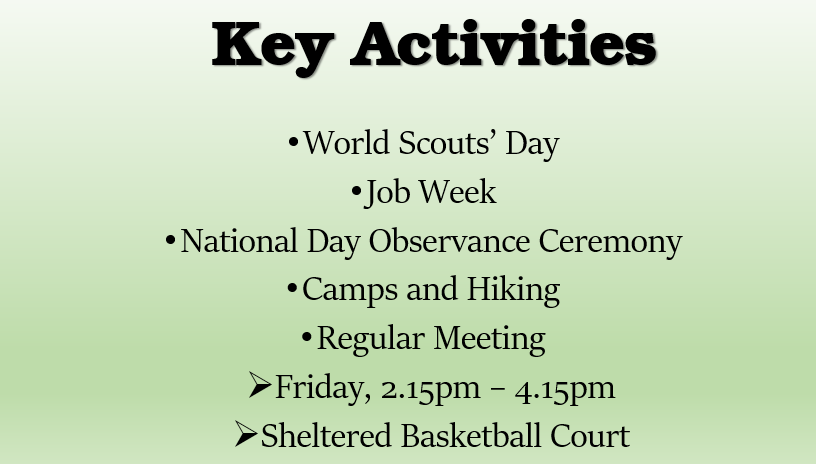 Key Activities
•World Scouts’ Day
•Job Week
•National Day Observance Ceremony
•Camps and Hiking
•Regular Meeting
➢Friday, 2.15pm – 4.15pm
➢Sheltered Basketball Court